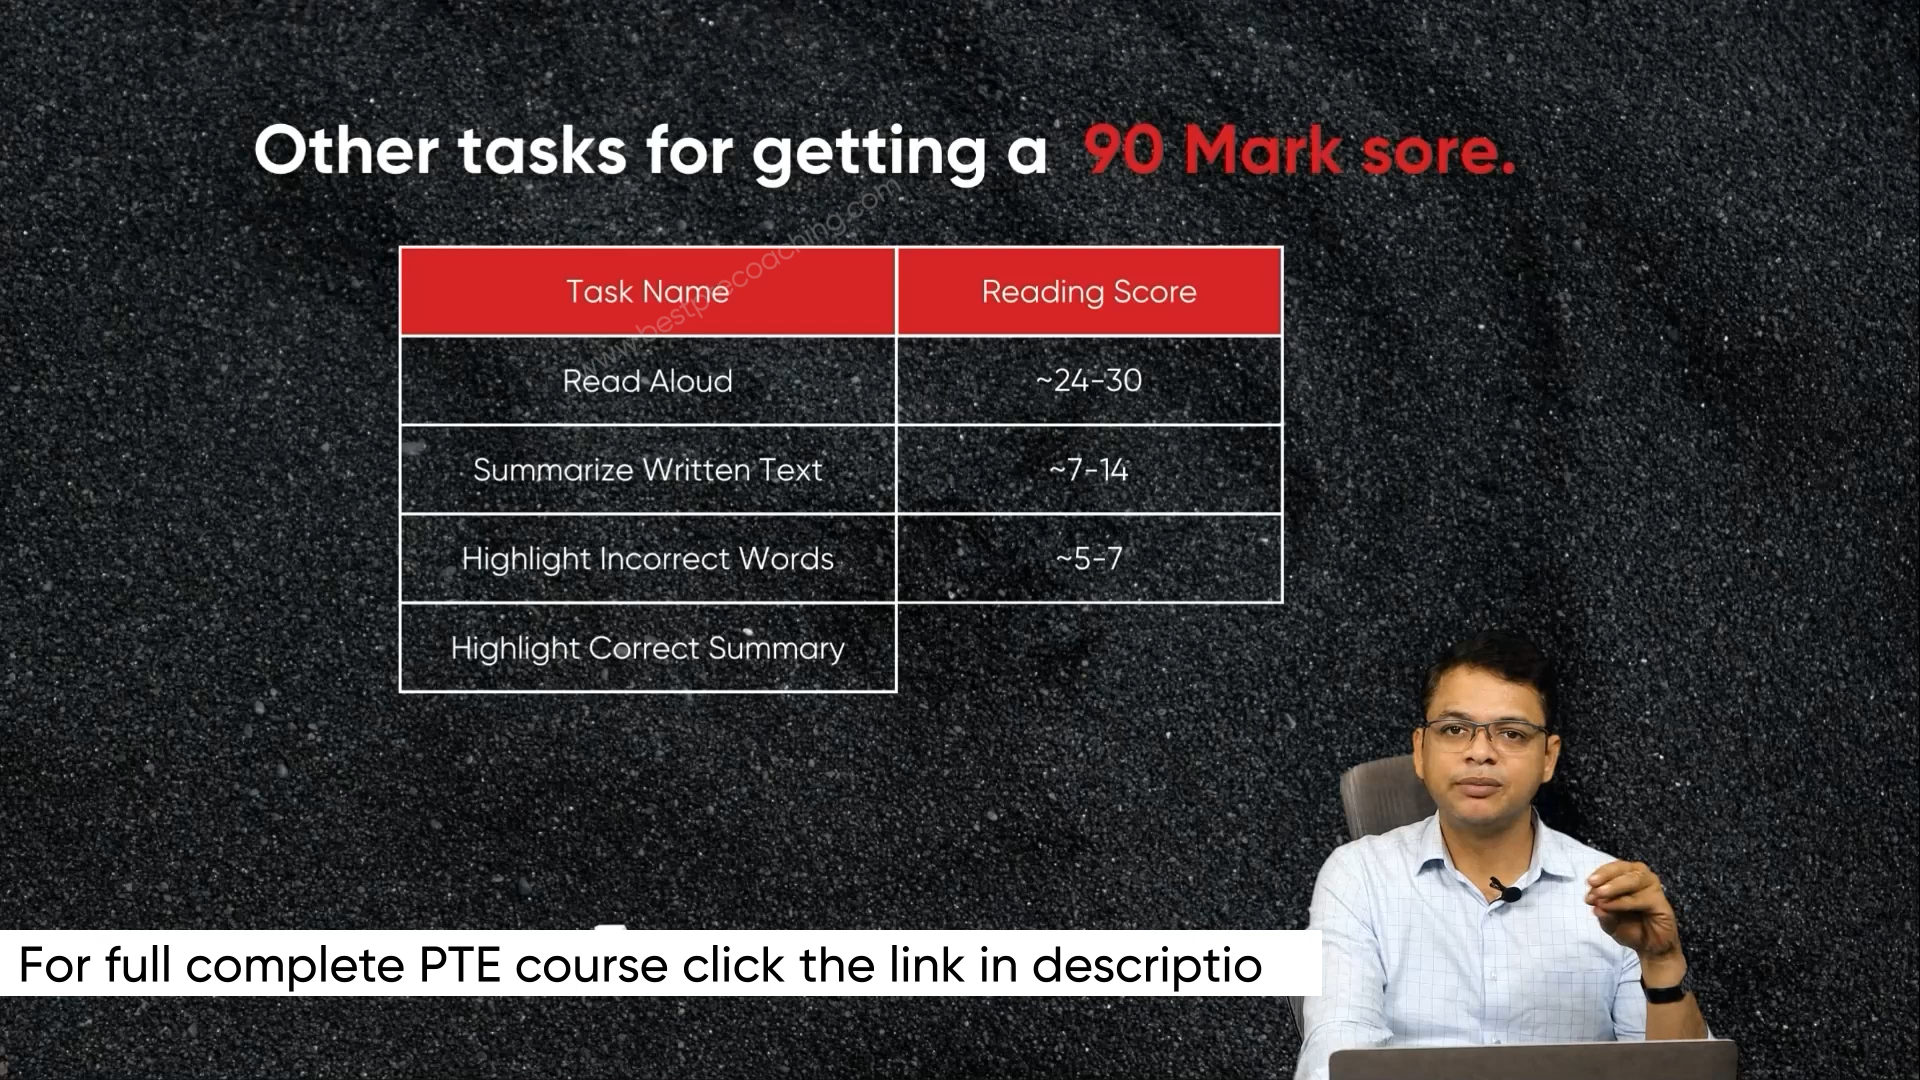 Other tasks for getting a 90 Mark sore.
Task Name Reading Score
Read Aloud ~24-30
Summarize Written Text ~7-14
Highlight Incorrect Words ~5-7
Highlight Correct Summary
For full complete PTE course click the link in descriptio